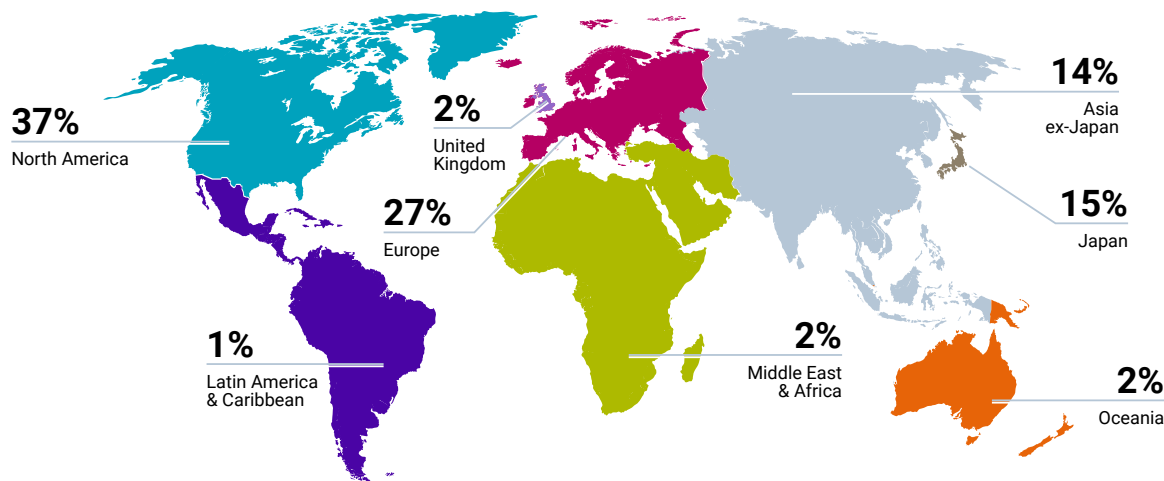 37%
North America
2%
United
Kingdom
14%
Asia
ex-Japan
27%
Europe
15%
Japan
1%
Latin America
& Caribbean
2%
Middle East
& Africa
2%
Oceania